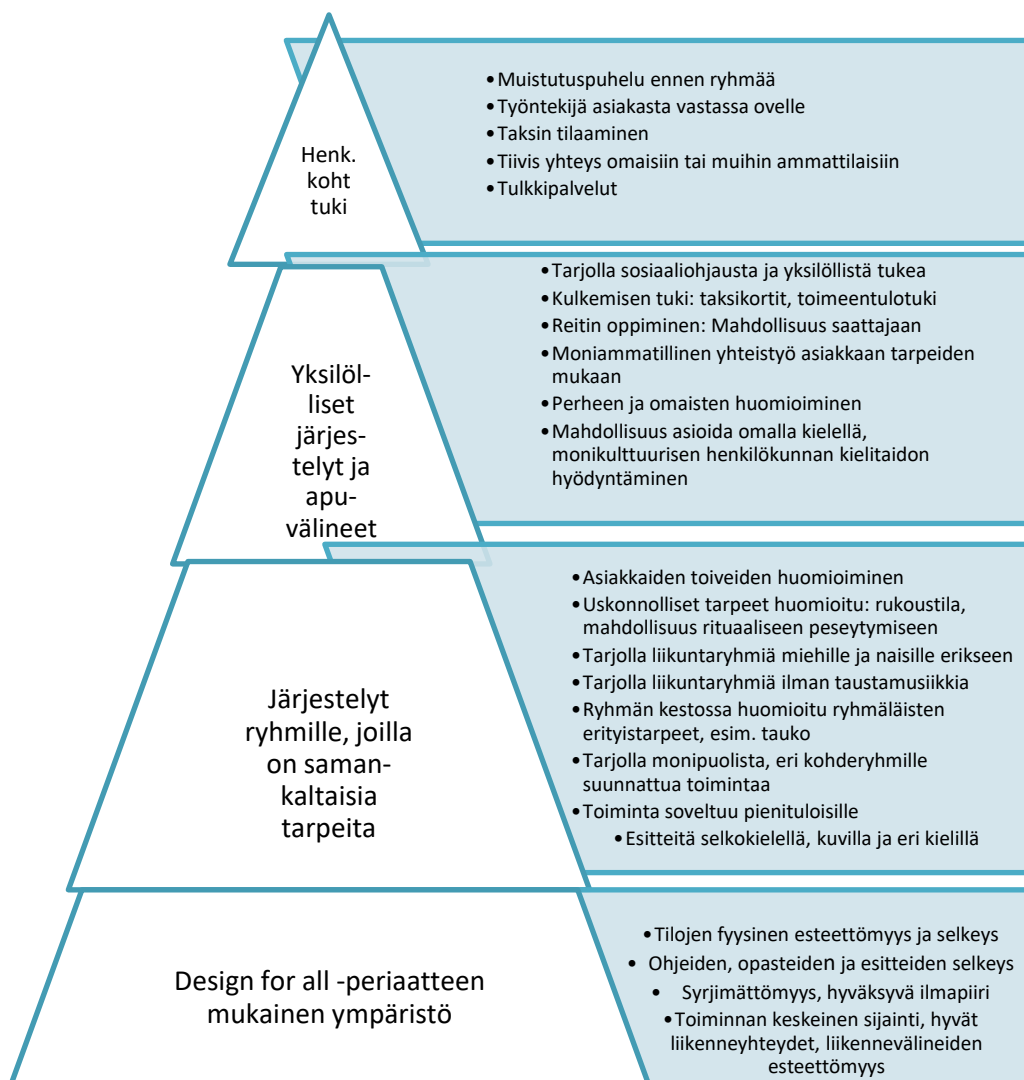 Henk.
koht
tuki
•Muistutuspuhelu ennen ryhmää
•Työntekijä asiakasta vastassa ovelle
•Taksin tilaaminen
•Tiivis yhteys omaisiin tai muihin ammattilaisiin
•Tulkkipalvelut
Yksilöl-
liset
järjes-
telyt ja
apu-
välineet
•Tarjolla sosiaaliohjausta ja yksilöllistä tukea
•Kulkemisen tuki: taksikortit, toimeentulotuki
•Reitin oppiminen: Mahdollisuus saattajaan
•Moniammatillinen yhteistyö asiakkaan tarpeiden
mukaan
•Perheen ja omaisten huomioiminen
•Mahdollisuus asioida omalla kielellä,
monikulttuurisen henkilökunnan kielitaidon
hyödyntäminen
Järjestelyt
ryhmille, joilla
on saman-
kaltaisia
tarpeita
•Asiakkaiden toiveiden huomioiminen
•Uskonnolliset tarpeet huomioitu: rukoustila,
mahdollisuus rituaaliseen peseytymiseen
•Tarjolla liikuntaryhmiä miehille ja naisille erikseen
•Tarjolla liikuntaryhmiä ilman taustamusiikkia
•Ryhmän kestossa huomioitu ryhmäläisten
erityistarpeet, esim. tauko
•Tarjolla monipuolista, eri kohderyhmille
suunnattua toimintaa
•Toiminta soveltuu pienituloisille
•Esitteitä selkokielellä, kuvilla ja eri kielillä
Design for all -periaatteen
mukainen ympäristö
•Tilojen fyysinen esteettömyys ja selkeys
• Ohjeiden, opasteiden ja esitteiden selkeys
• Syrjimättömyys, hyväksyvä ilmapiiri
•Toiminnan keskeinen sijainti, hyvät
liikenneyhteydet, liikennevälineiden
esteettömyys